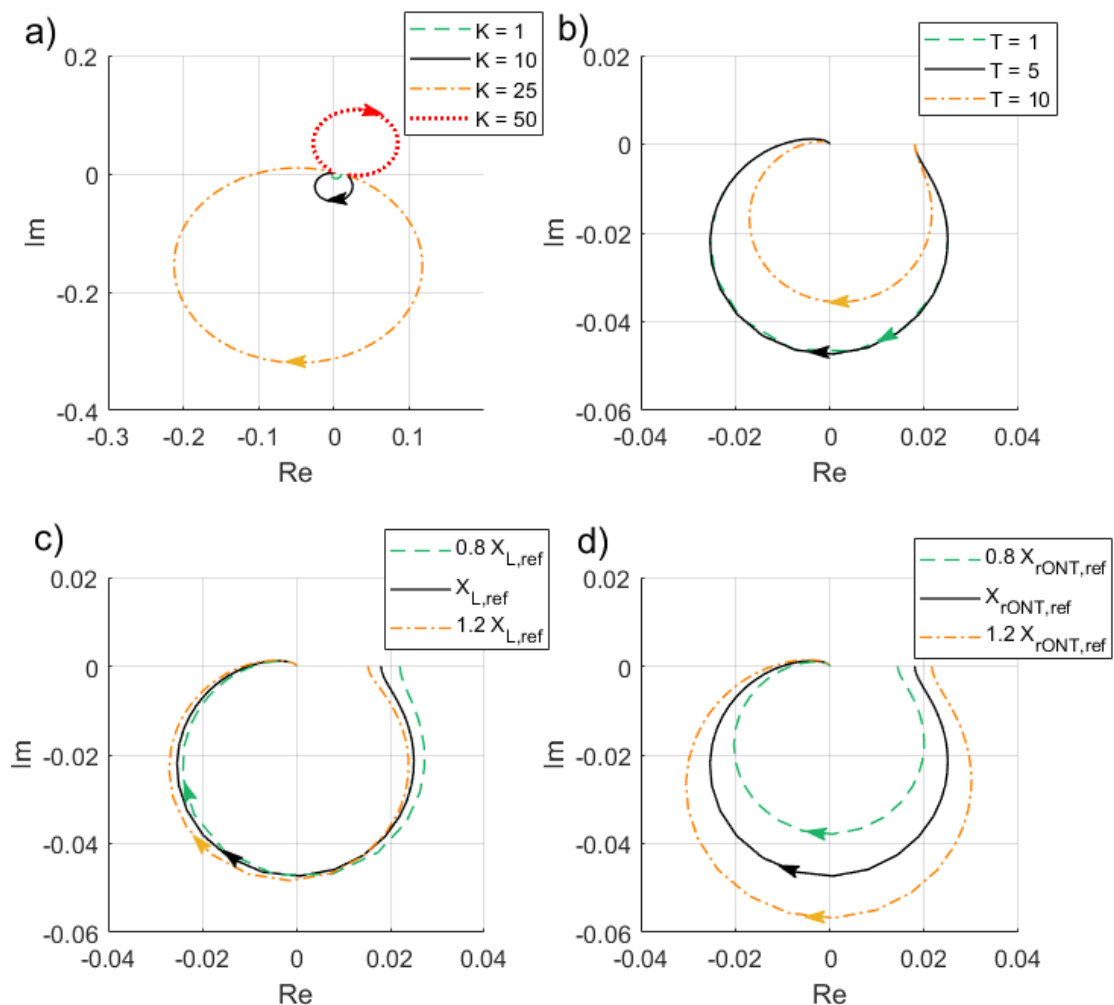 a)
K = 1
K = 10
K = 25
K = 50
0.2
0
-0.2
-0.4
Im
-0.3
-0.2
-0.1
0
0.1
Re
b)
T = 1
T = 5
T = 10
0.02
0
-0.02
-0.04
-0.06
Im
-0.04
-0.02
0
0.02
0.04
Re
c)
0.8 X_L,ref
X_L,ref
1.2 X_L,ref
0.02
0
-0.02
-0.04
-0.06
Im
-0.04
-0.02
0
0.02
0.04
Re
d)
0.8 X_rONT,ref
X_rONT,ref
1.2 X_rONT,ref
0.02
0
-0.02
-0.04
-0.06
Im
-0.04
-0.02
0
0.02
0.04
Re